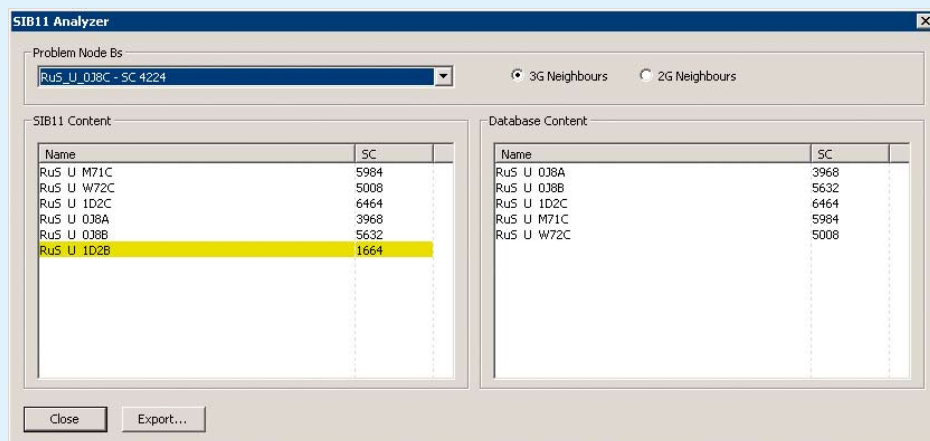 SIB11 Analyzer
Problem Node Bs
RuS_U_0J8C - SC 4224
3G Neighbours
2G Neighbours
SIB11 Content
Name SC
RuS U M71C 5984
RuS U W72C 5008
RuS U 1D2C 6464
RuS U 0J8A 3968
RuS U 0J8B 5632
RuS U 1D2B 1664
Database Content
Name SC
RuS U 0J8A 3968
RuS U 0J8B 5632
RuS U 1D2C 6464
RuS U M71C 5984
RuS U W72C 5008
Close
Export...